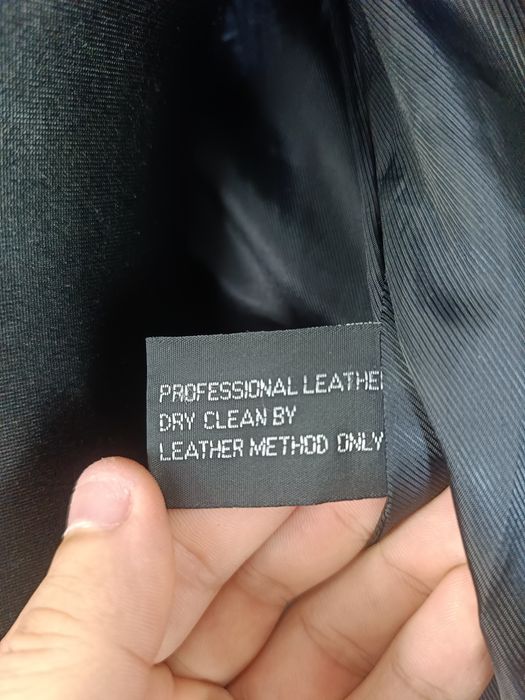 PROFESSIONAL LEATHE
DRY CLEAN BY
LEATHER METHOD ONLY